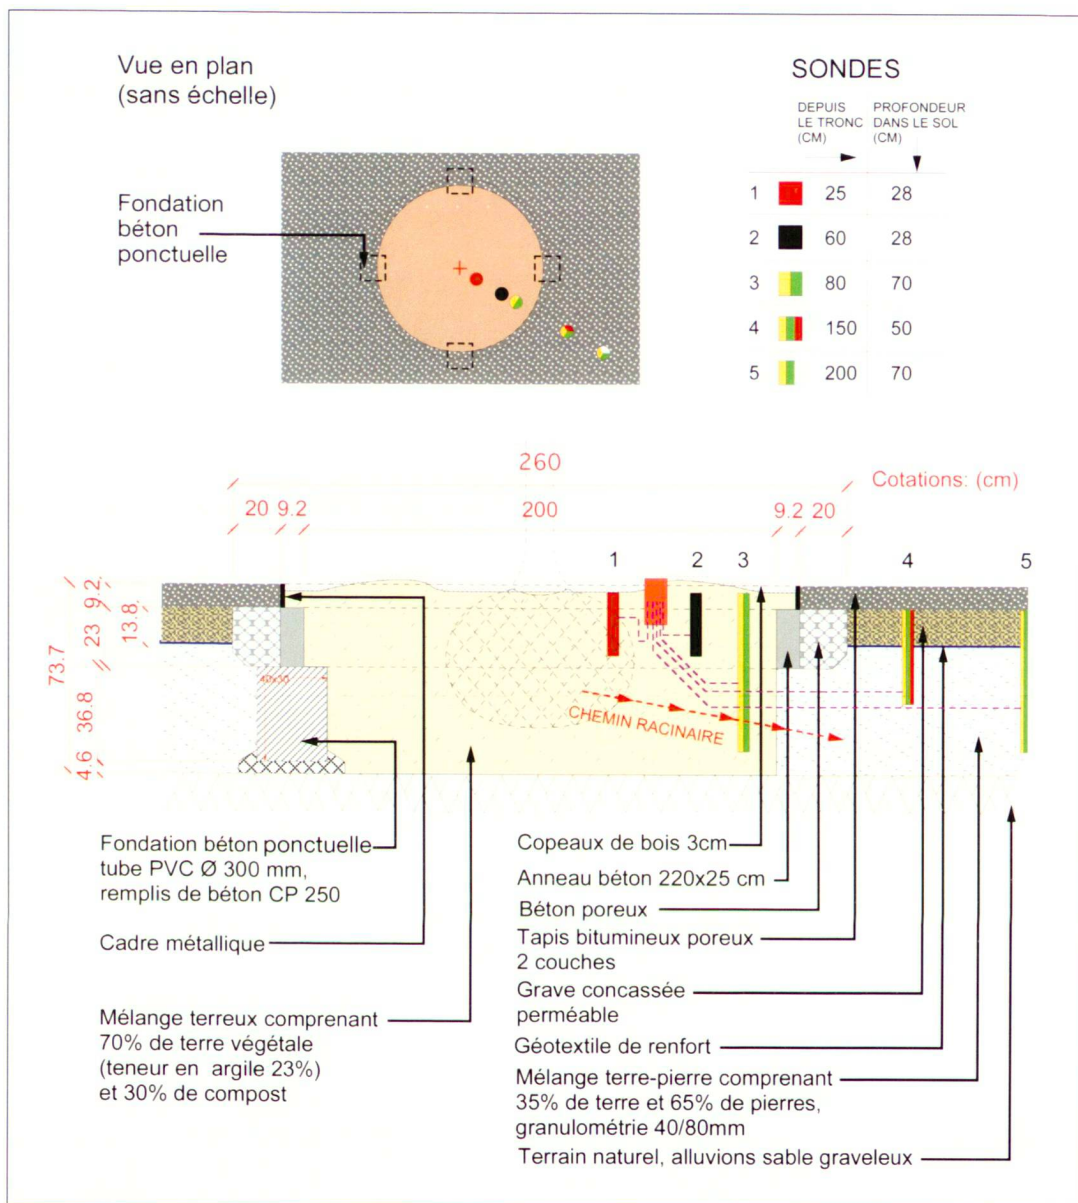 Vue en plan
(sans échelle)
Fondation
béton
ponctuelle
SONDES
DEPUIS
LE TRONC
(CM)
PROFONDEUR
DANS LE SOL
(CM)
1 25 28
2 60 28
3 80 70
4 150 50
5 200 70
260
Cotations: (cm)
20 9.2 200 9.2 20
1 2 3 4 5
9.2
13.8
23
73.7
36.8
4.6
40x30
CHEMIN RACINAIRE
Fondation béton ponctuelle
tube PVC Ø 300 mm,
remplis de béton CP 250
Cadre métallique
Mélange terreux comprenant
70% de terre végétale
(teneur en argile 23%)
et 30% de compost
Copeaux de bois 3cm
Anneau béton 220x25 cm
Béton poreux
Tapis bitumineux poreux
2 couches
Grave concassée
perméable
Géotextile de renfort
Mélange terre-pierre comprenant
35% de terre et 65% de pierres,
granulométrie 40/80mm
Terrain naturel, alluvions sable graveleux